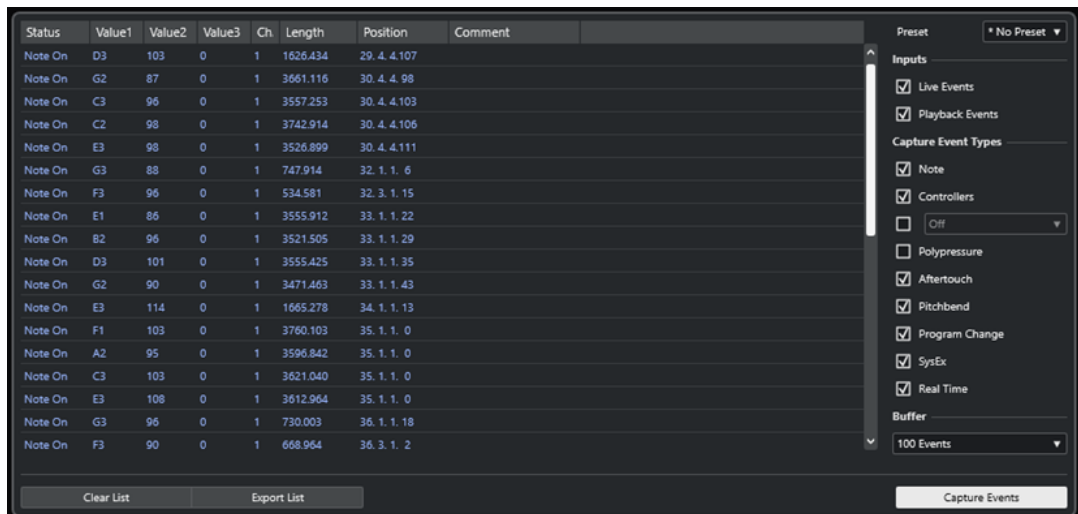 Status Value1 Value2 Value3 Ch. Length Position Comment
Note On D3 103 0 1 1626.434 29. 4. 4.107
Note On G2 87 0 1 3661.116 30. 4. 4. 98
Note On C3 96 0 1 3557.253 30. 4. 4.103
Note On C2 98 0 1 3742.914 30. 4. 4.106
Note On E3 98 0 1 3526.899 30. 4. 4.111
Note On G3 88 0 1 747.914 32. 1. 1. 6
Note On F3 96 0 1 534.581 32. 3. 1. 15
Note On E1 86 0 1 3555.912 33. 1. 1. 22
Note On B2 96 0 1 3521.505 33. 1. 1. 29
Note On D3 101 0 1 3555.425 33. 1. 1. 35
Note On G2 90 0 1 3471.463 33. 1. 1. 43
Note On E3 114 0 1 1665.278 34. 1. 1. 13
Note On F1 103 0 1 3760.103 35. 1. 1. 0
Note On A2 95 0 1 3596.842 35. 1. 1. 0
Note On C3 103 0 1 3621.040 35. 1. 1. 0
Note On E3 108 0 1 3612.964 35. 1. 1. 0
Note On G3 96 0 1 730.003 36. 1. 1. 18
Note On F3 90 0 1 668.964 36. 3. 1. 2
Clear List Export List
Preset * No Preset
Inputs
Live Events
Playback Events
Capture Event Types
Note
Controllers
Off
Polypressure
Aftertouch
Pitchbend
Program Change
SysEx
Real Time
Buffer
100 Events
Capture Events